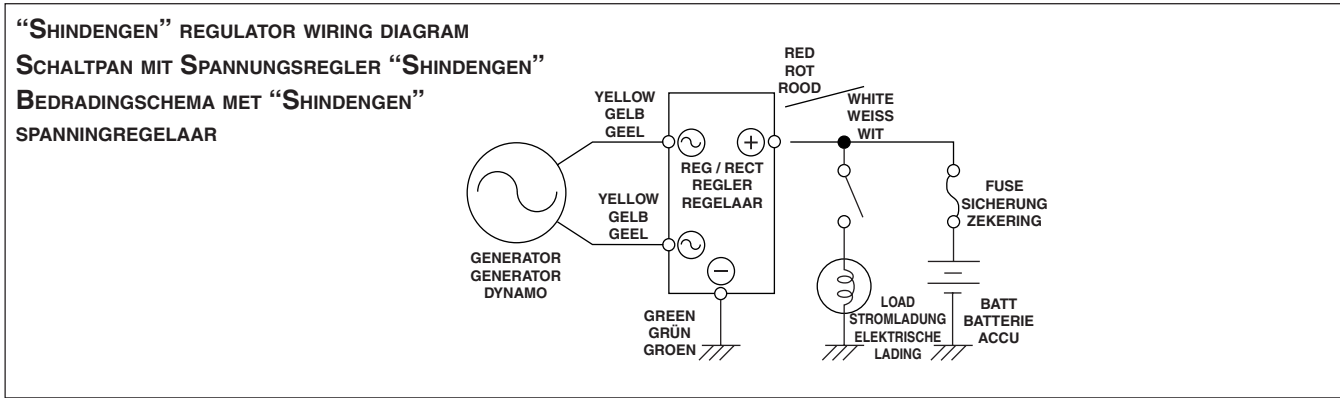 “SHINDENGEN” REGULATOR WIRING DIAGRAM
SCHALTPAN MIT SPANNUNGSREGLER “SHINDENGEN”
BEDRADINGSCHEMA MET “SHINDENGEN”
SPANNINGREGELAAR
RED
ROT
ROOD
YELLOW
GELB
GEEL
WHITE
WEISS
WIT
+
REG / RECT
REGLER
REGELAAR
YELLOW
GELB
GEEL
FUSE
SICHERUNG
ZEKERING
GENERATOR
GENERATOR
DYNAMO
−
GREEN
GRÜN
GROEN
LOAD
STROMLADUNG
ELEKTRISCHE
LADING
BATT
BATTERIE
ACCU